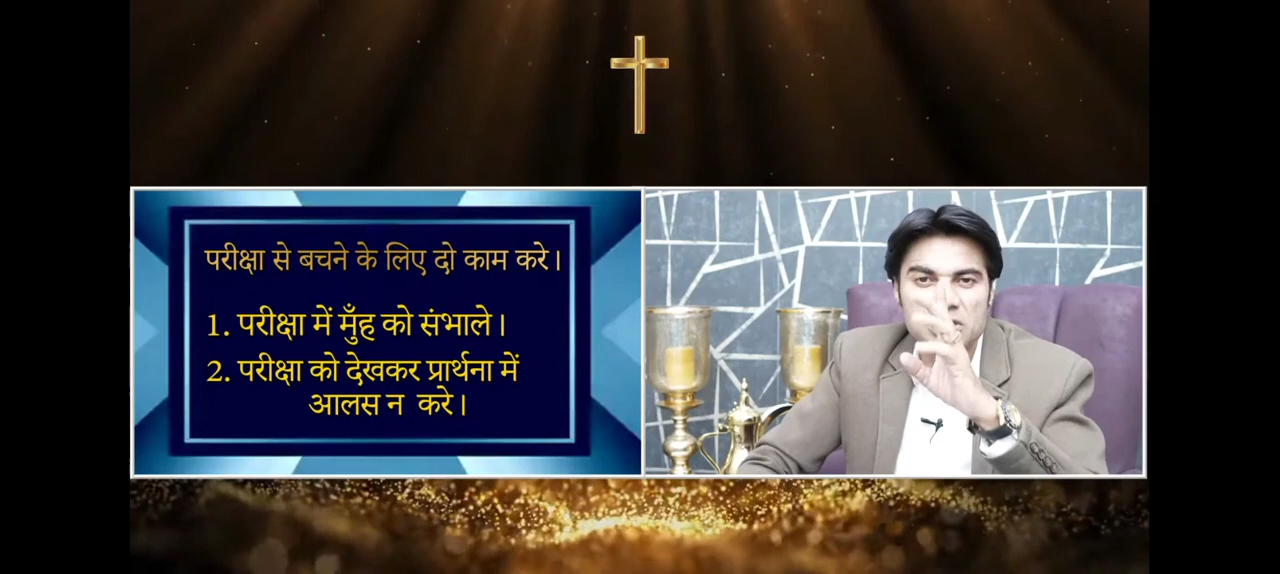 परीक्षा से बचने के लिए दो काम करे।
1. परीक्षा में मुँह को संभाले।
2. परीक्षा को देखकर प्रार्थना में
आलस न करे।